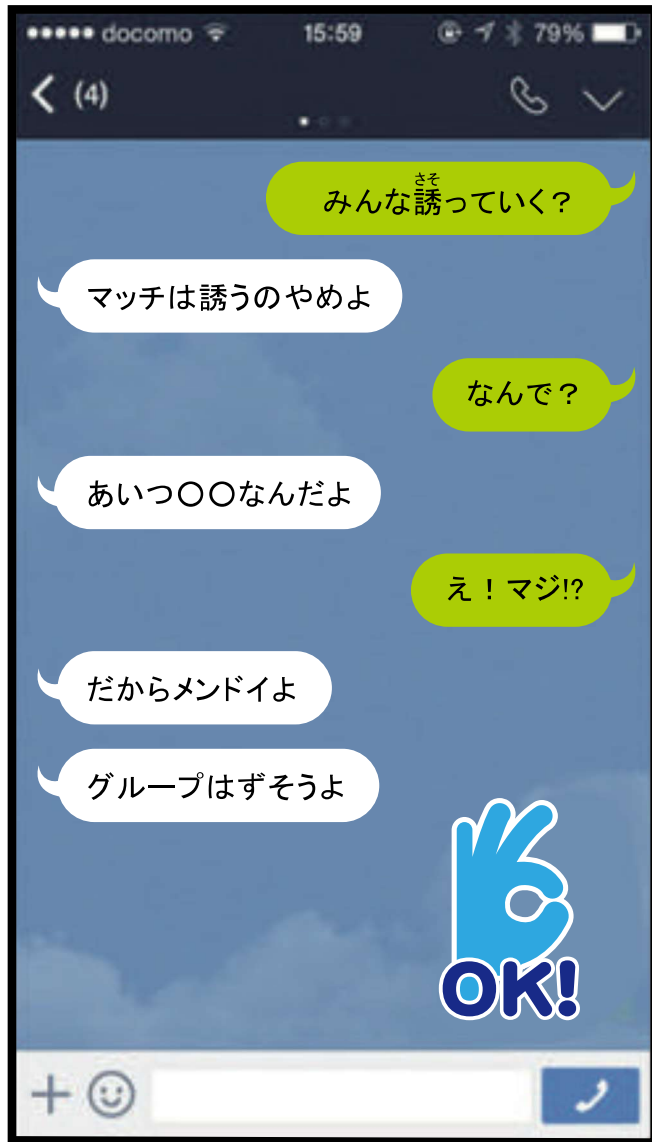 docomo 15:59 79%
(4)
さそ
みんな誘っていく？
マッチは誘うのやめよ
なんで？
あいつ〇〇なんだよ
え！マジ!?
だからメンドイよ
グループはずそうよ
OK!